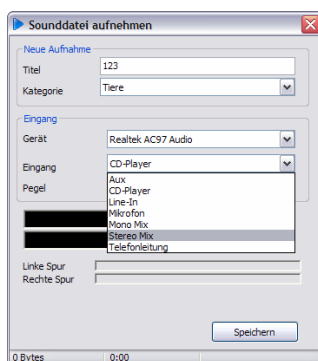 Sounddatei aufnehmen
Neue Aufnahme
Titel 123
Kategorie Tiere
Eingang
Gerät Realtek AC97 Audio
Eingang CD-Player
Pegel
Aux
CD-Player
Line-In
Mikrofon
Mono Mix
Stereo Mix
Telefonleitung
Linke Spur
Rechte Spur
Speichern
0 Bytes 0:00